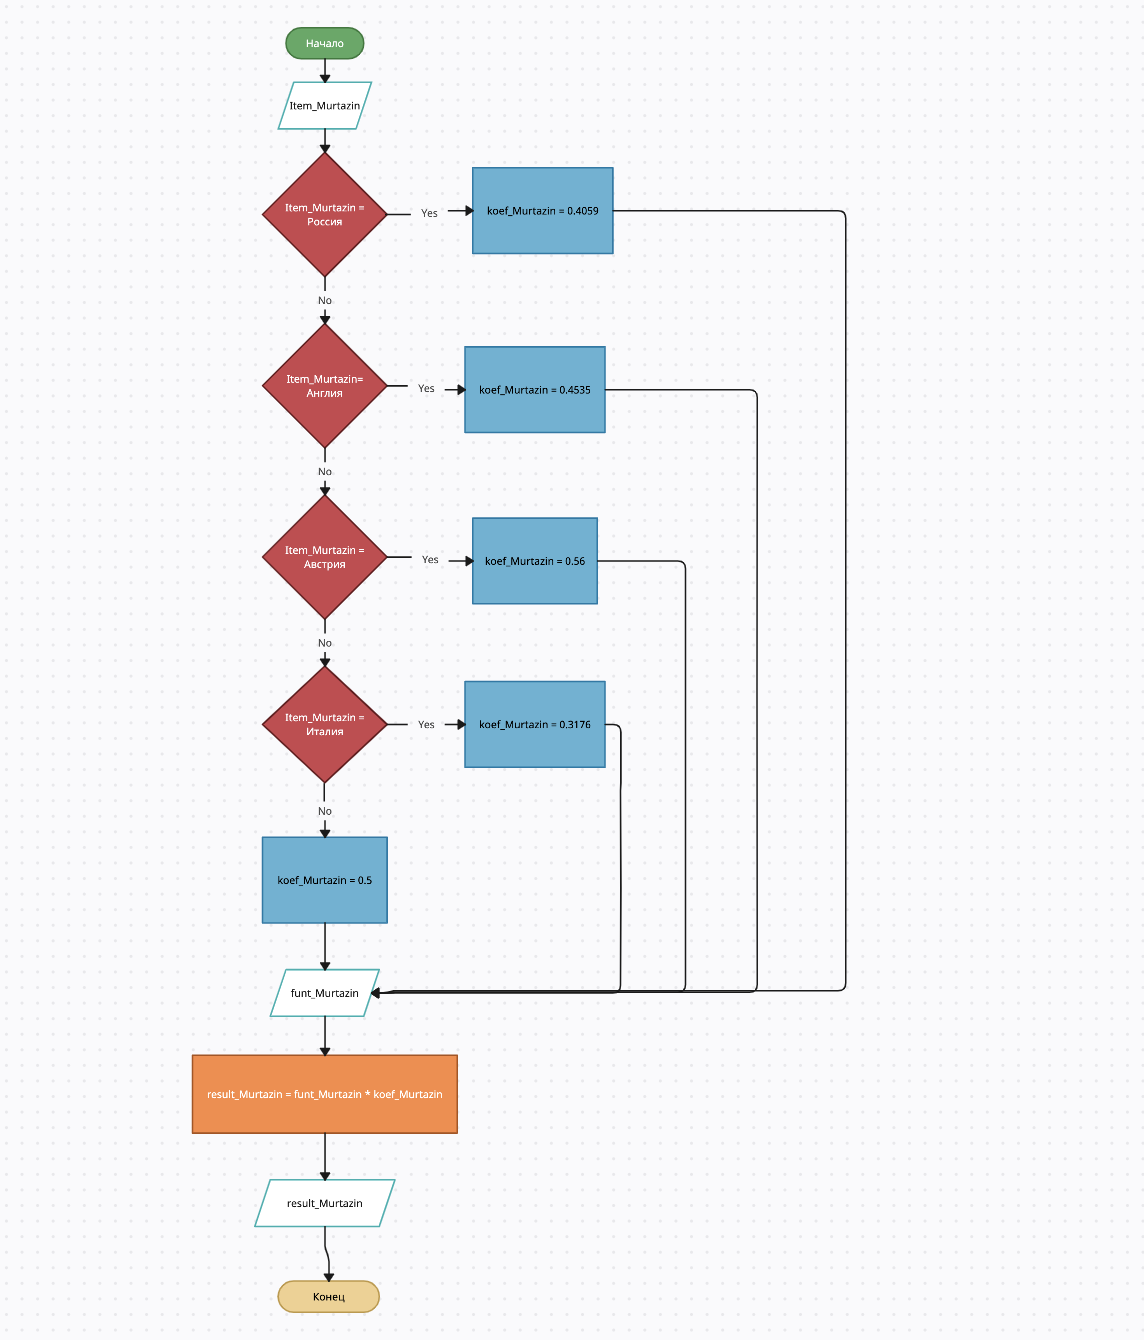 Начало
Item_Murtazin
Item_Murtazin =
Россия
Yes
koef_Murtazin = 0.4059
No
Item_Murtazin=
Англия
Yes
koef_Murtazin = 0.4535
No
Item_Murtazin =
Австрия
Yes
koef_Murtazin = 0.56
No
Item_Murtazin =
Италия
Yes
koef_Murtazin = 0.3176
No
koef_Murtazin = 0.5
funt_Murtazin
result_Murtazin = funt_Murtazin * koef_Murtazin
result_Murtazin
Конец